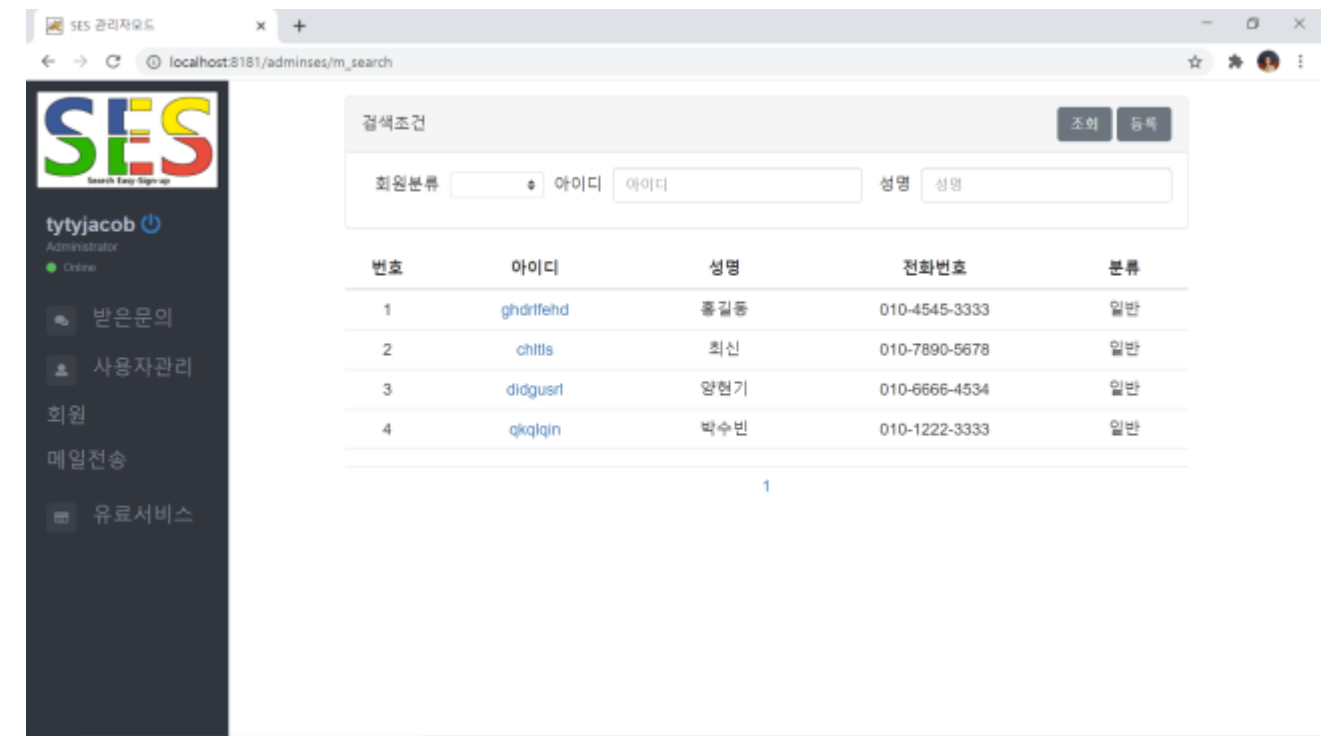 SES 관리자모드
localhost:8181/adminses/m_search
SES
Search Easy Sign-up
tytyjacob
Administrator
Online
받은문의
사용자관리
회원
메일전송
유료서비스
검색조건 조회 등록
회원분류 아이디 아이디 성명 성명
번호 아이디 성명 전화번호 분류
1 ghdrlfehd 홍길동 010-4545-3333 일반
2 chltls 최신 010-7890-5678 일반
3 didgusrl 양현기 010-6666-4534 일반
4 qkqlqin 박수빈 010-1222-3333 일반
1